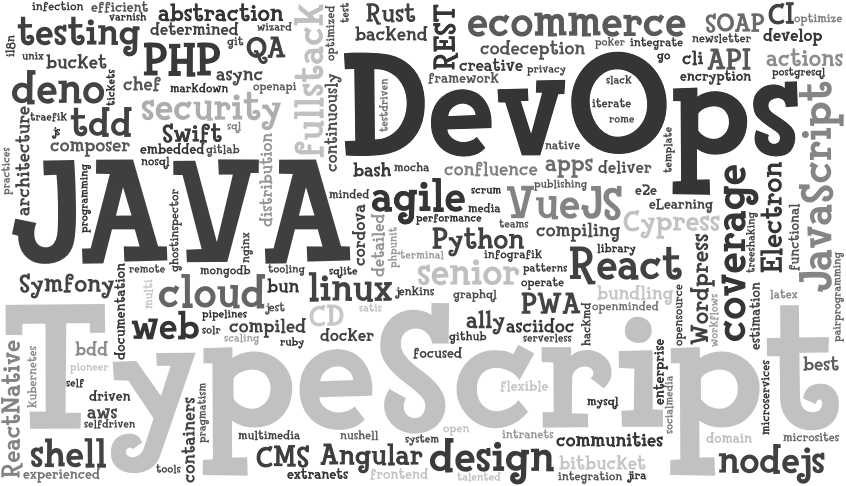 infection
efficient
varnish
abstraction
wizard
optimized
test
Rust
REST
ecommerce
SOAP
CI
optimize
i18n
testing
determined
git
QA
fullstack
backend
codeception
poker
integrate
newsletter
develop
unix
bucket
PHP
async
creative
privacy
go
cli
API
actions
deno
tickets
chef
markdown
openapi
continuously
DevOps
framework
slack
encryption
postgresql
architecture
traefik
js
tdd
security
sql
testdriven
iterate
rome
composer
Swift
native
template
JavaScript
practices
embedded
gitlab
nosql
distribution
bash
mocha
confluence
apps
deliver
JAVA
programming
ghostinspector
nginx
minded
cordova
agile
scrum
media
performance
publishing
VueJS
teams
e2e
eLearning
coverage
treeshaking
Electron
functional
detailed
phpunit
terminal
Python
infografik
compiling
library
Cypress
Symfony
documentation
remote
mongodb
tooling
sqlite
senior
patterns
operate
React
Wordpress
workflows
pairprogramming
multi
cloud
bun
linux
jenkins
graphql
PWA
bundling
openminded
opensource
latex
estimation
web
pipelines
solr
jest
CD
satis
compiled
scaling
ruby
docker
a11y
github
asciidoc
serverless
hackmd
TypeScript
ReactNative
Kubernetes
bdd
pioneer
self
focused
enterprise
socialmedia
microservices
best
driven
aws
selfdriven
containers
pragmatism
flexible
mysql
shell
experienced
tools
multimedia
nushell
system
open
intranets
communities
domain
microsites
CMS
Angular
extranets
frontend
design
talented
bitbucket
integration
jira
nodejs